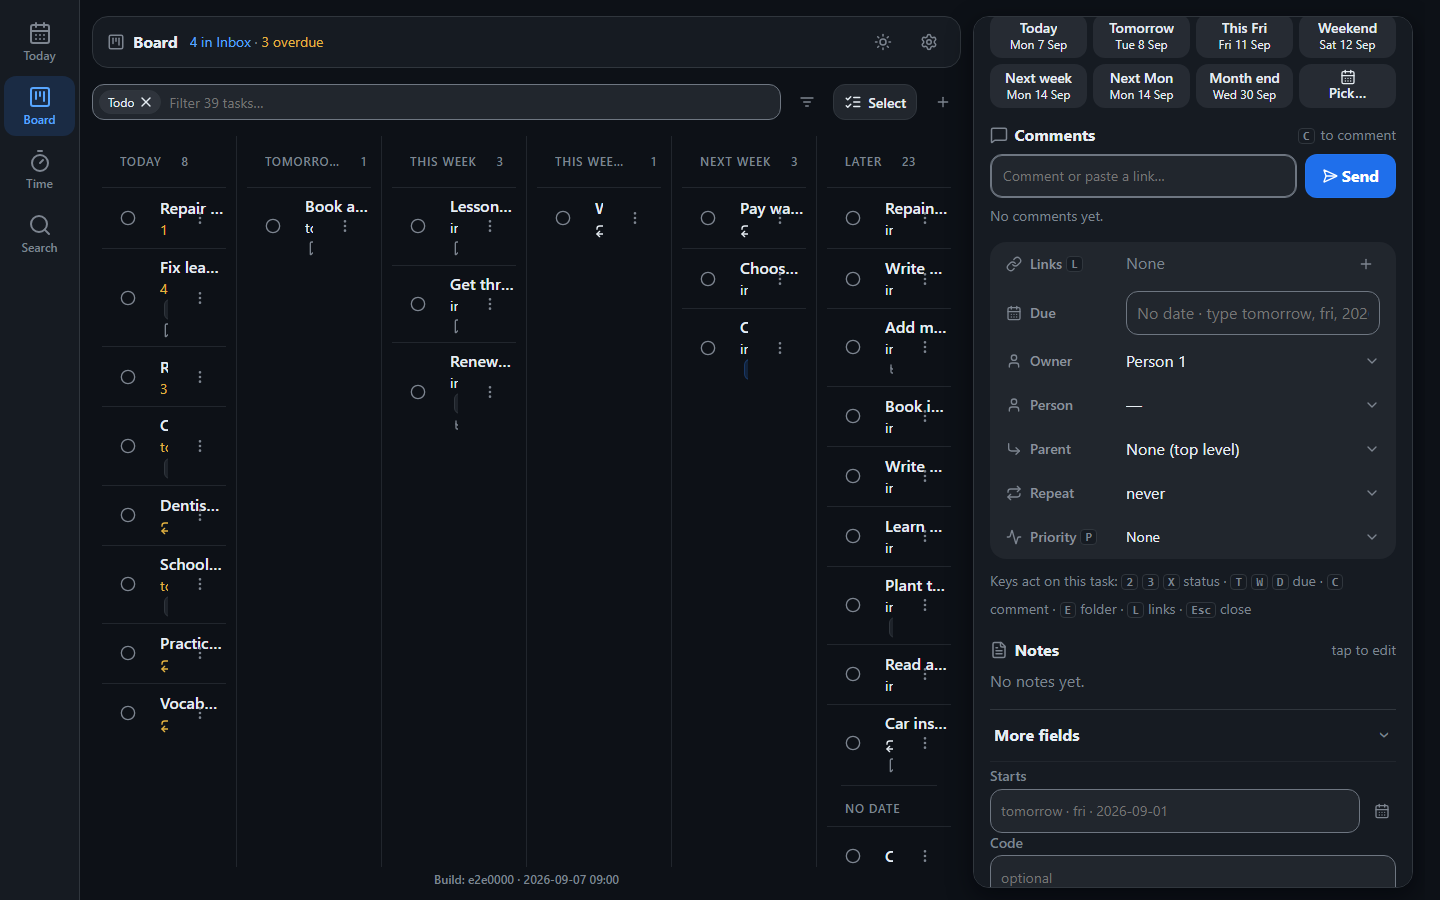 Today
Board
Time
Search
Board 4 in Inbox · 3 overdue
Todo
Filter 39 tasks...
Select
TODAY 8
Repair ...
1
Fix lea...
4
R
3
C
Dentis...
School...
Practic...
Vocab...
TOMORRO... 1
Book a...
THIS WEEK 3
Lesson...
Get thr...
Renew...
THIS WEE... 1
NEXT WEEK 3
Pay wa...
Choos...
C
LATER 23
Repain...
Write ...
Add m...
Book i...
Write ...
Learn ...
Plant t...
Read a...
Car ins...
NO DATE
C
Build: e2e0000 · 2026-09-07 09:00
Today Tomorrow This Fri Weekend
Mon 7 Sep Tue 8 Sep Fri 11 Sep Sat 12 Sep
Next week Next Mon Month end
Mon 14 Sep Mon 14 Sep Wed 30 Sep Pick...
Comments C to comment
Comment or paste a link...
Send
No comments yet.
Links L None
Due No date · type tomorrow, fri, 202
Owner Person 1
Person —
Parent None (top level)
Repeat never
Priority P None
Keys act on this task: 2 3 X status · T W D due · C
comment · E folder · L links · Esc close
Notes tap to edit
No notes yet.
More fields
Starts
tomorrow · fri · 2026-09-01
Code
optional